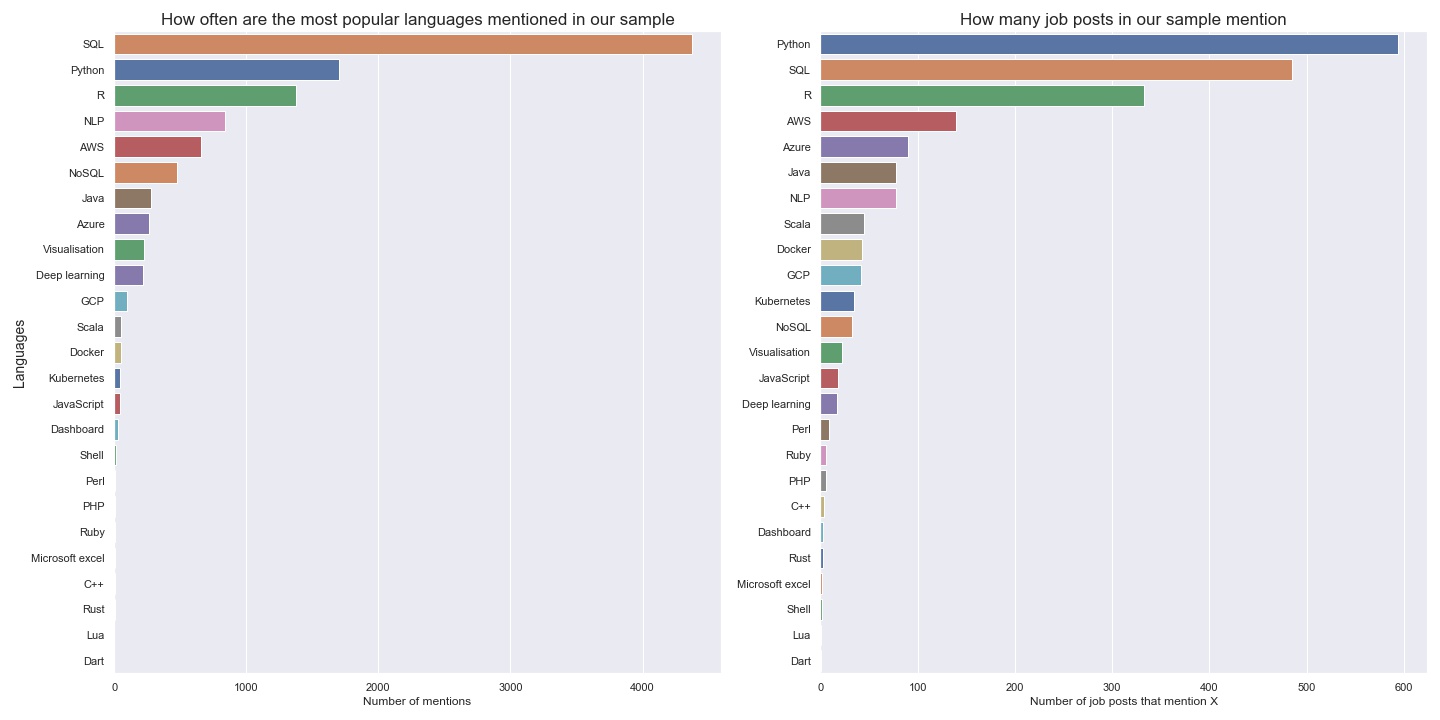 How often are the most popular languages mentioned in our sample
Languages
SQL
Python
R
NLP
AWS
NoSQL
Java
Azure
Visualisation
Deep learning
GCP
Scala
Docker
Kubernetes
JavaScript
Dashboard
Shell
Perl
PHP
Ruby
Microsoft excel
C++
Rust
Lua
Dart
0 1000 2000 3000 4000
Number of mentions
How many job posts in our sample mention
Python
SQL
R
AWS
Azure
Java
NLP
Scala
Docker
GCP
Kubernetes
NoSQL
Visualisation
JavaScript
Deep learning
Perl
Ruby
PHP
C++
Dashboard
Rust
Microsoft excel
Shell
Lua
Dart
0 100 200 300 400 500 600
Number of job posts that mention X